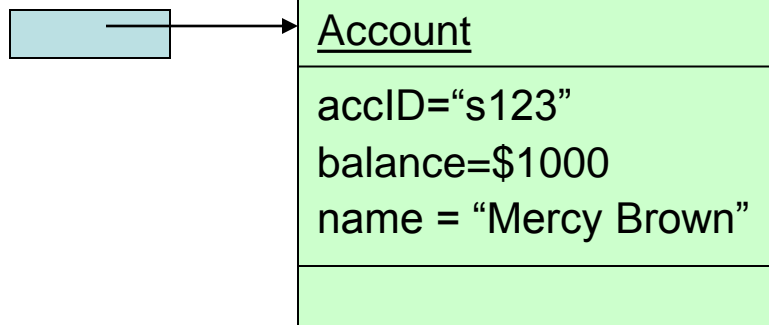 Account
accID=“s123”
balance=$1000
name = “Mercy Brown”